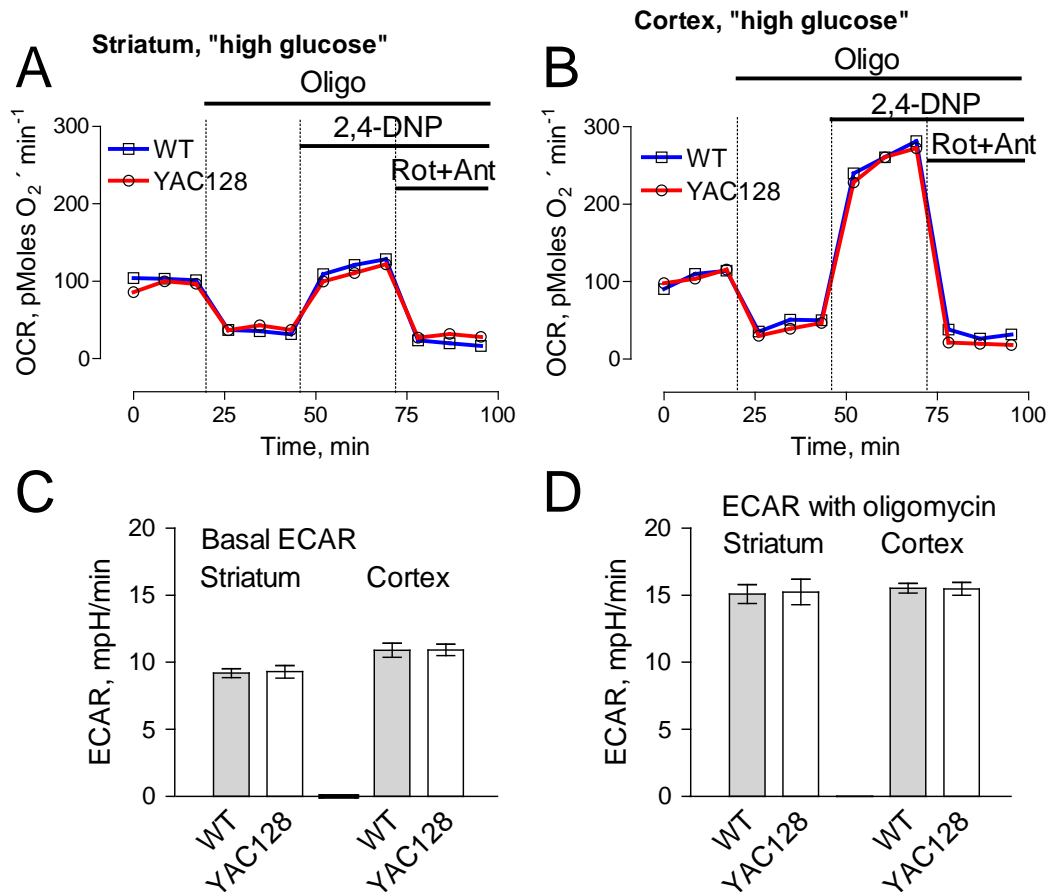 A
Striatum, "high glucose"
Oligo
2,4-DNP
Rot+Ant
WT
YAC128
OCR, pMoles O₂ ´ min⁻¹
300
200
100
0
0 25 50 75 100
Time, min
B
Cortex, "high glucose"
Oligo
2,4-DNP
Rot+Ant
WT
YAC128
OCR, pMoles O₂ ´ min⁻¹
300
200
100
0
0 25 50 75 100
Time, min
C
Basal ECAR
Striatum Cortex
ECAR, mpH/min
20
15
10
5
0
WT YAC128 WT YAC128
D
ECAR with oligomycin
Striatum Cortex
ECAR, mpH/min
20
15
10
5
0
WT YAC128 WT YAC128